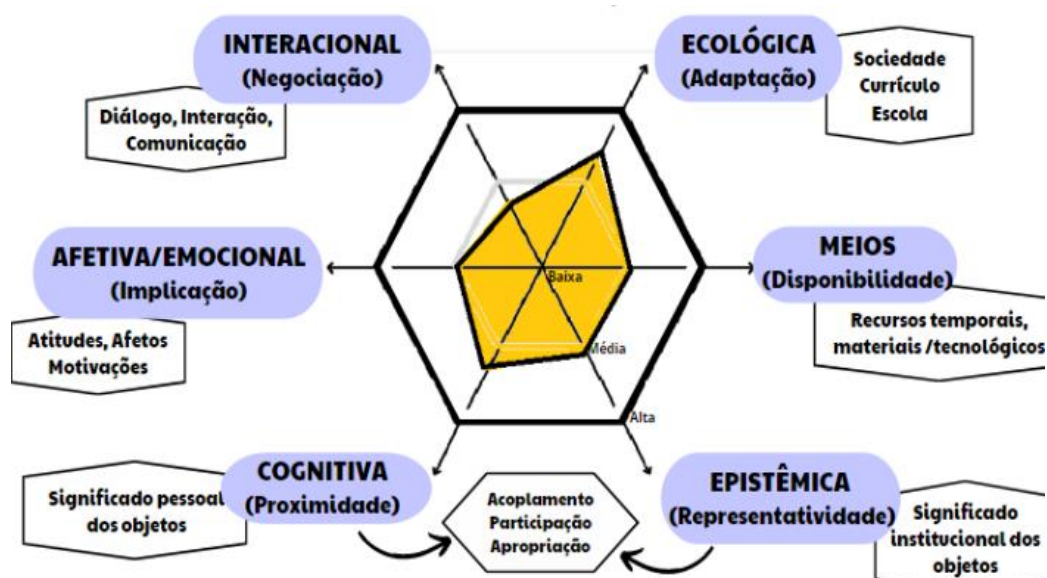 INTERACIONAL
(Negociação)
Diálogo, Interação,
Comunicação
ECOLÓGICA
(Adaptação)
Sociedade
Currículo
Escola
AFETIVA/EMOCIONAL
(Implicação)
Atitudes, Afetos
Motivações
Baixa
Média
Alta
MEIOS
(Disponibilidade)
Recursos temporais,
materiais /tecnológicos
COGNITIVA
(Proximidade)
Significado pessoal
dos objetos
Acoplamento
Participação
Apropriação
EPISTÊMICA
(Representatividade)
Significado
institucional dos
objetos